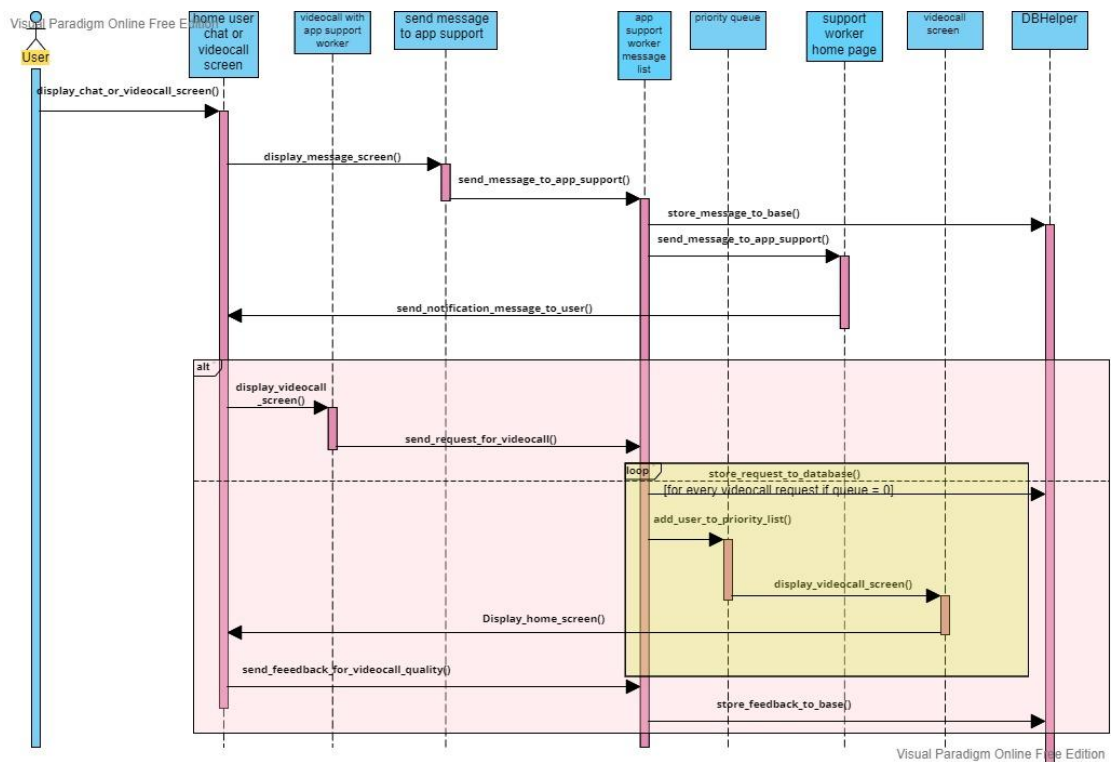 Visual Paradigm Online Free Edition
User
home user
chat or
videocall
screen
videocall with
app support
worker
send message
to app support
app
support
worker
message
list
priority queue
support
worker
home page
videocall
screen
DBHelper
display_chat_or_videocall_screen()
display_message_screen()
send_message_to_app_support()
store_message_to_base()
send_message_to_app_support()
send_notification_message_to_user()
alt
display_videocall
_screen()
send_request_for_videocall()
loop
store_request_to_database()
[for every videocall request if queue = 0]
add_user_to_priority_list()
display_videocall_screen()
Display_home_screen()
send_feeedback_for_videocall_quality()
store_feedback_to_base()
Visual Paradigm Online Free Edition